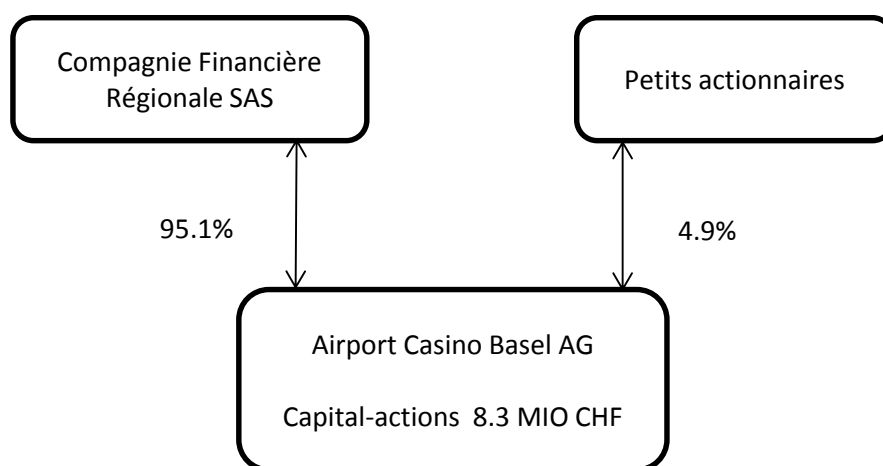 Compagnie Financière
Régionale SAS
Petits actionnaires
95.1%
4.9%
Airport Casino Basel AG
Capital-actions 8.3 MIO CHF